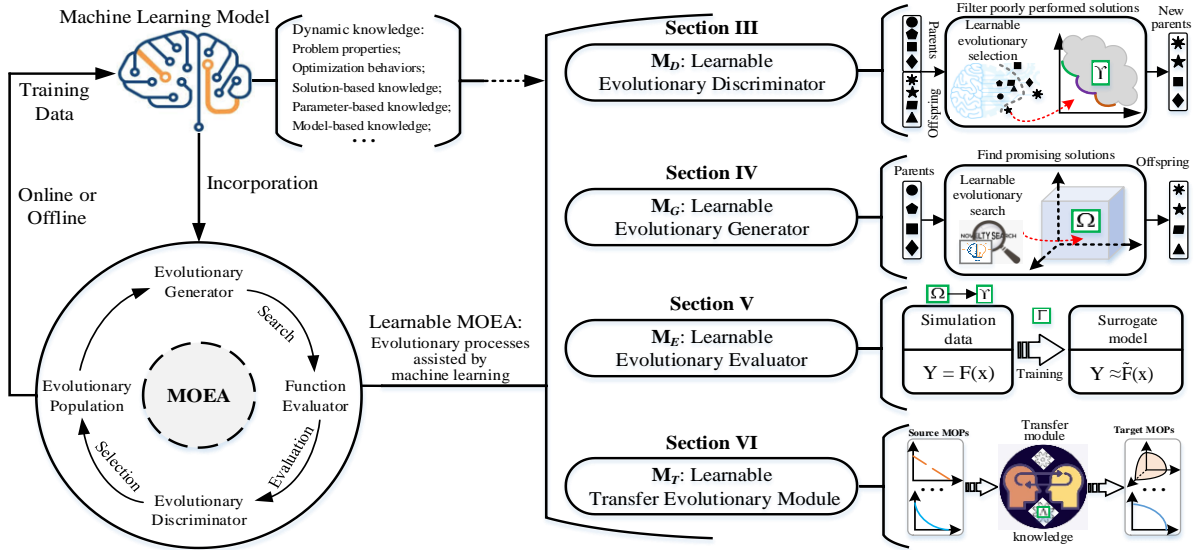 Machine Learning Model
Training
Data
Online or
Offline
Incorporation
Dynamic knowledge:
Problem properties;
Optimization behaviors;
Solution-based knowledge;
Parameter-based knowledge;
Model-based knowledge;
...
Evolutionary
Generator
Search
Function
Evaluator
Evaluation
Evolutionary
Discriminator
Selection
Evolutionary
Population
MOEA
Learnable MOEA:
Evolutionary processes
assisted by
machine learning
Section III
M_D: Learnable
Evolutionary Discriminator
Parents
Offspring
Filter poorly performed solutions
Learnable
evolutionary
selection
ϒ
New
parents
Section IV
M_G: Learnable
Evolutionary Generator
Parents
Find promising solutions
Learnable
evolutionary
search
NOVELTY SEARCH
Ω
Offspring
Section V
M_E: Learnable
Evolutionary Evaluator
Ω
ϒ
Simulation
data
Y = F(x)
Γ
Training
Surrogate
model
Y ≈ F̃(x)
Section VI
M_T: Learnable
Transfer Evolutionary Module
Source MOPs
...
Transfer
module
Λ
knowledge
Target MOPs
...